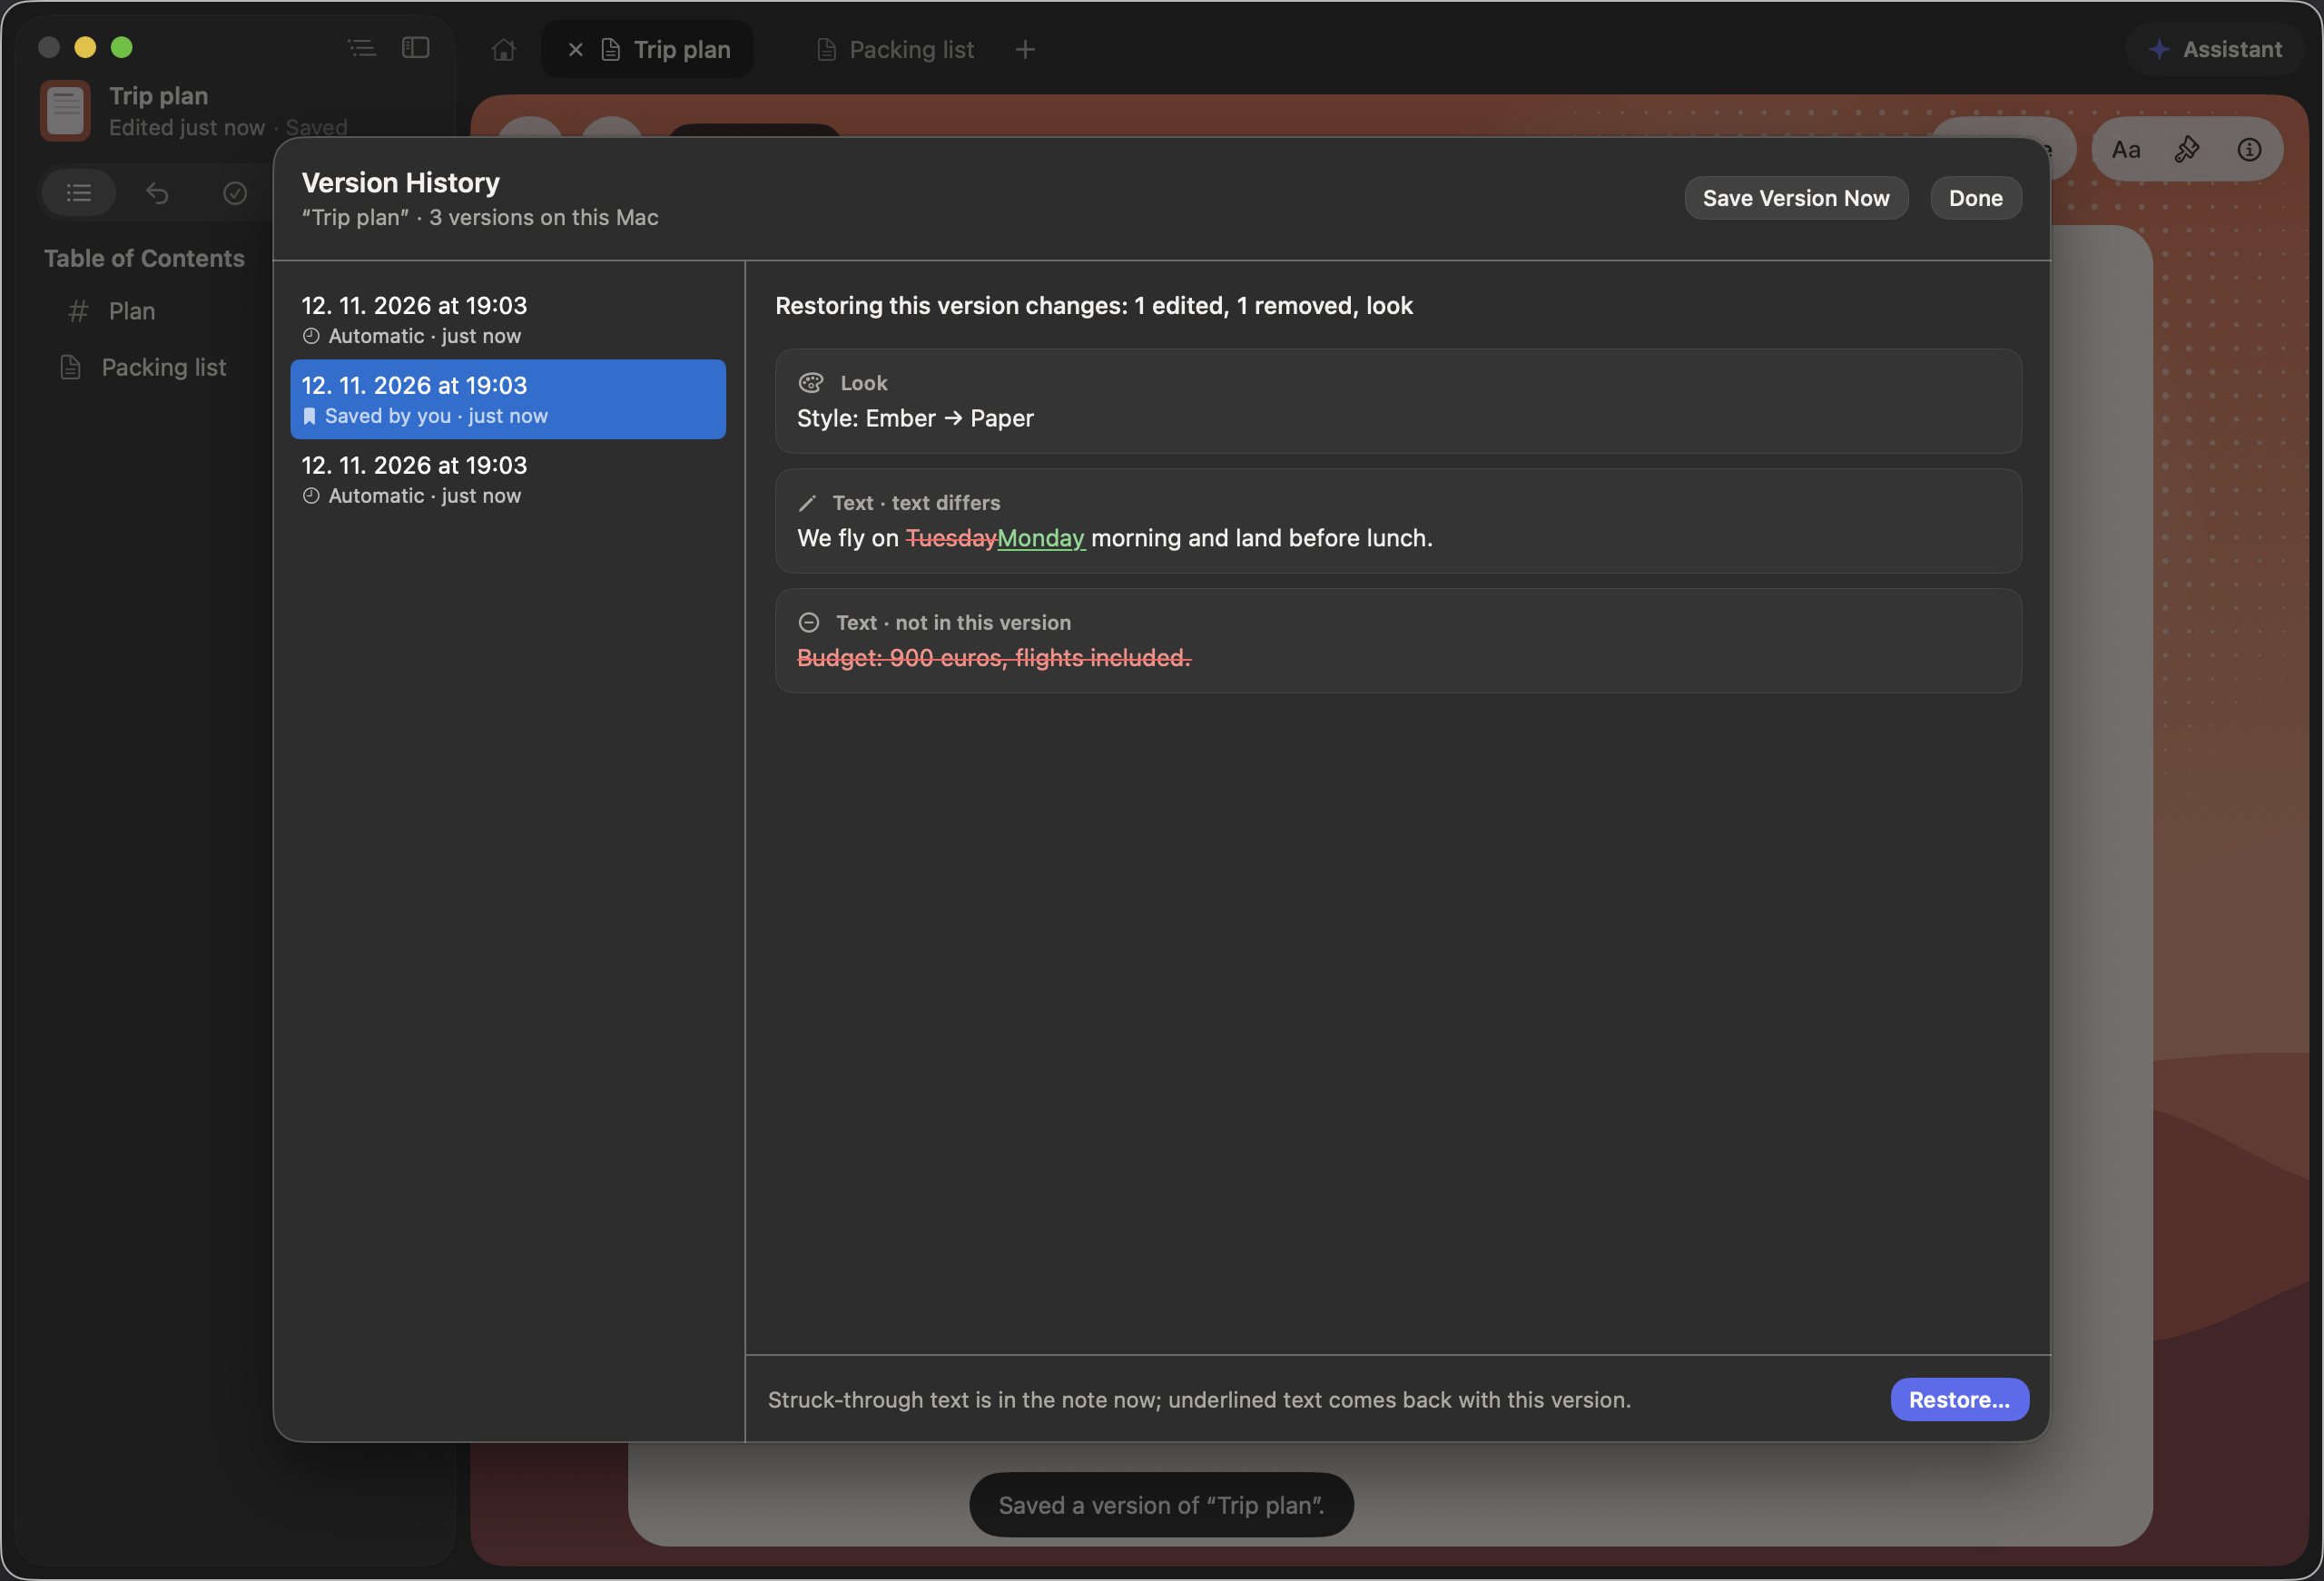 Trip plan
Packing list
Assistant
Trip plan
Edited just now · Saved
Aa
Table of Contents
Plan
Packing list
Version History
“Trip plan” · 3 versions on this Mac
Save Version Now
Done
12. 11. 2026 at 19:03
Automatic · just now
12. 11. 2026 at 19:03
Saved by you · just now
12. 11. 2026 at 19:03
Automatic · just now
Restoring this version changes: 1 edited, 1 removed, look
Look
Style: Ember → Paper
Text · text differs
We fly on TuesdayMonday morning and land before lunch.
Text · not in this version
Budget: 900 euros, flights included.
Struck-through text is in the note now; underlined text comes back with this version.
Restore...
Saved a version of “Trip plan”.